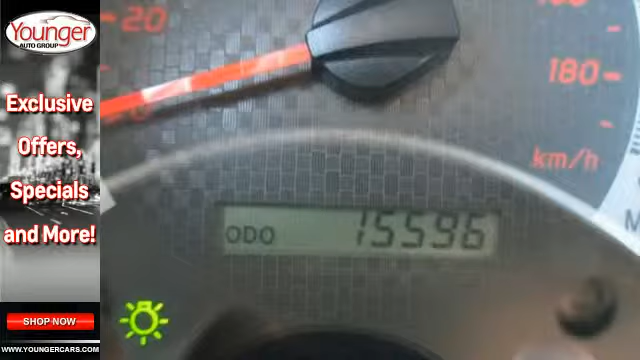 Younger
AUTO GROUP
Exclusive
Offers,
Specials
and More!
SHOP NOW
WWW.YOUNGERCARS.COM
20
180
km/h
ODO 15596